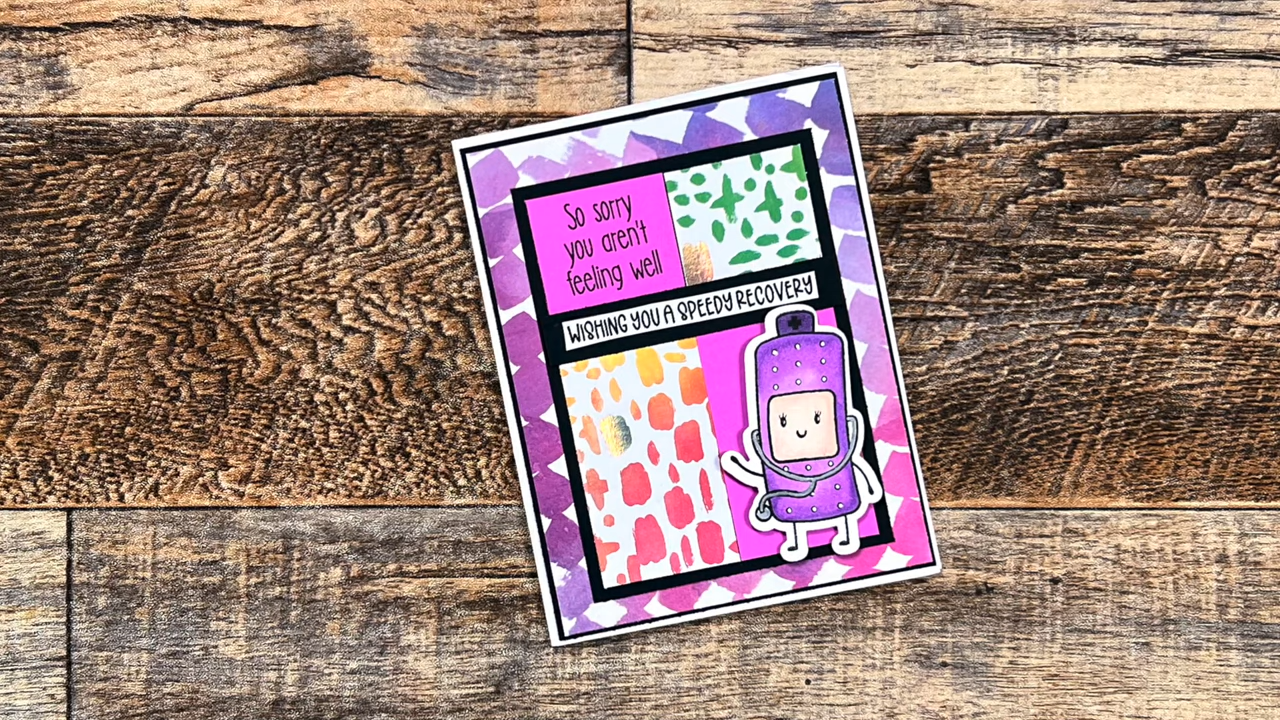 So sorry
you aren't
feeling well
WISHING YOU A SPEEDY RECOVERY